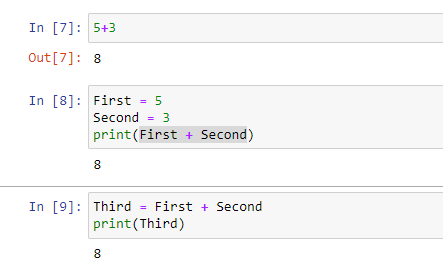 In [7]: 5+3
Out[7]: 8
In [8]: First = 5
Second = 3
print(First + Second)
8
In [9]: Third = First + Second
print(Third)
8